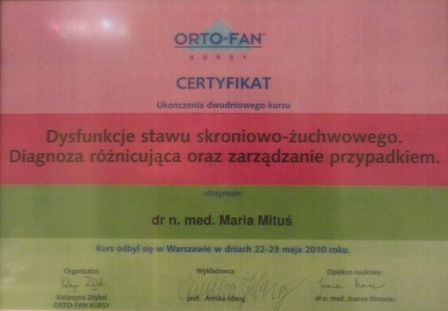 ORTO-FAN™
KURSY
CERTYFIKAT
Ukończenia dwudniowego kursu
Dysfunkcje stawu skroniowo-żuchwowego.
Diagnoza różnicująca oraz zarządzanie przypadkiem.
otrzymuje:
dr n. med. Maria Mituś
Kurs odbył się w Warszawie w dniach 22-23 maja 2010 roku.
Organizator: Wykładowca: Opiekun naukowy:
Katarzyna Zdybel prof. Annika Isberg dr n. med. Joanna
ORTO-FAN KURSY